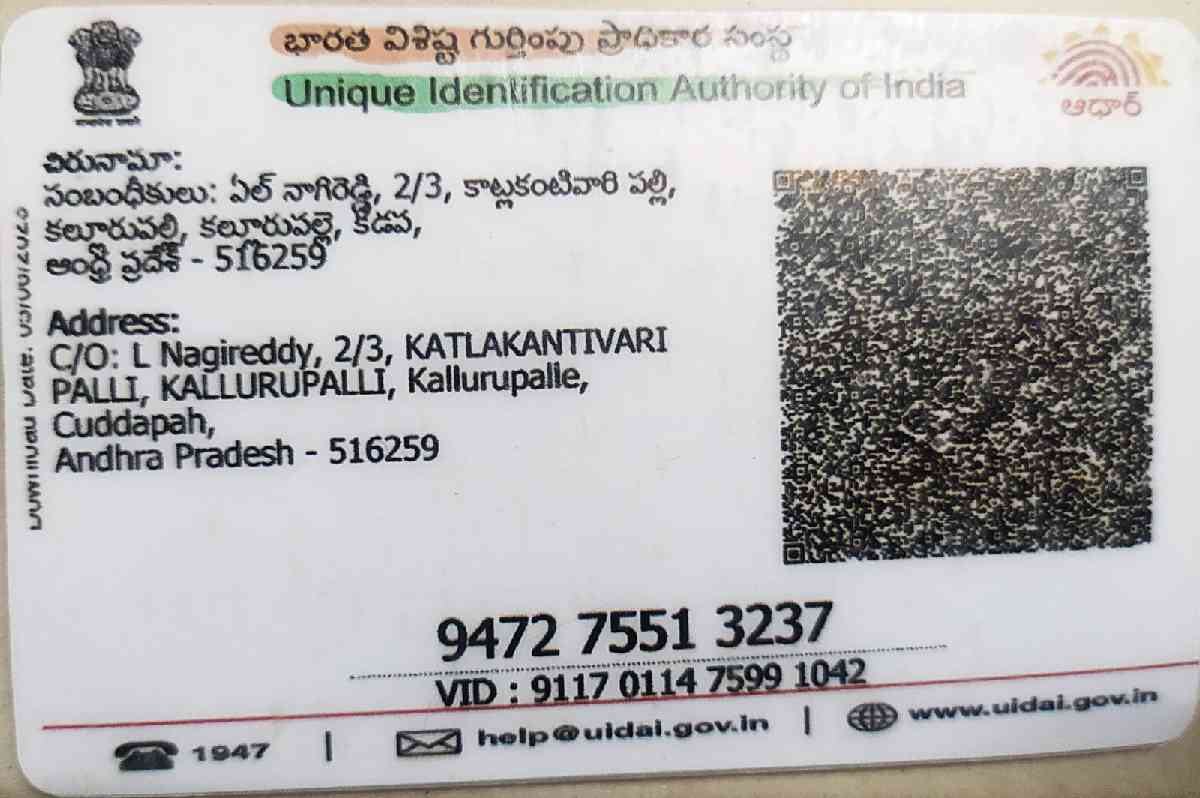 భారత విశిష్ట గుర్తింపు ప్రాధికార సంస్థ
Unique Identification Authority of India
ఆధార్
చిరునామా:
సంబంధీకులు: ఏల్ నాగిరెడ్డి, 2/3, కాట్లకంటివారి పల్లి,
కలూరుపల్లి, కల్లూరుపల్లె, కడప,
ఆంధ్ర ప్రదేశ్ - 516259
Address:
C/O: L Nagireddy, 2/3, KATLAKANTIVARI
PALLI, KALLURUPALLI, Kallurupalle,
Cuddapah,
Andhra Pradesh - 516259
Download Date:
9472 7551 3237
VID : 9117 0114 7599 1042
1947 | help@uidai.gov.in | www.uidai.gov.in